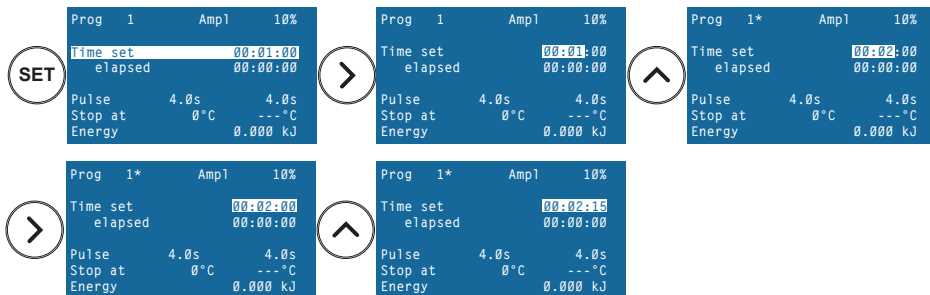 SET
Prog 1 Ampl 10%
Time set 00:01:00
elapsed 00:00:00
Pulse 4.0s 4.0s
Stop at 0°C ---°C
Energy 0.000 kJ
Prog 1 Ampl 10%
Time set 00:01:00
elapsed 00:00:00
Pulse 4.0s 4.0s
Stop at 0°C ---°C
Energy 0.000 kJ
Prog 1* Ampl 10%
Time set 00:02:00
elapsed 00:00:00
Pulse 4.0s 4.0s
Stop at 0°C ---°C
Energy 0.000 kJ
Prog 1* Ampl 10%
Time set 00:02:00
elapsed 00:00:00
Pulse 4.0s 4.0s
Stop at 0°C ---°C
Energy 0.000 kJ
Prog 1* Ampl 10%
Time set 00:02:15
elapsed 00:00:00
Pulse 4.0s 4.0s
Stop at 0°C ---°C
Energy 0.000 kJ